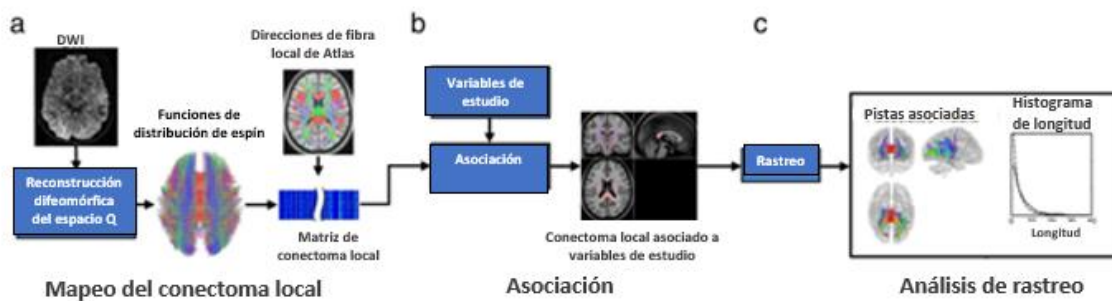 a
DWI
Direcciones de fibra
local de Atlas
Funciones de
distribución de espín
Reconstrucción
difeomórfica
del espacio Q
Matriz de
conectoma local
Mapeo del conectoma local
b
Variables de
estudio
Asociación
Conectoma local asociado a
variables de estudio
Asociación
c
Rastreo
Pistas asociadas
Histograma
de longitud
Longitud
Análisis de rastreo